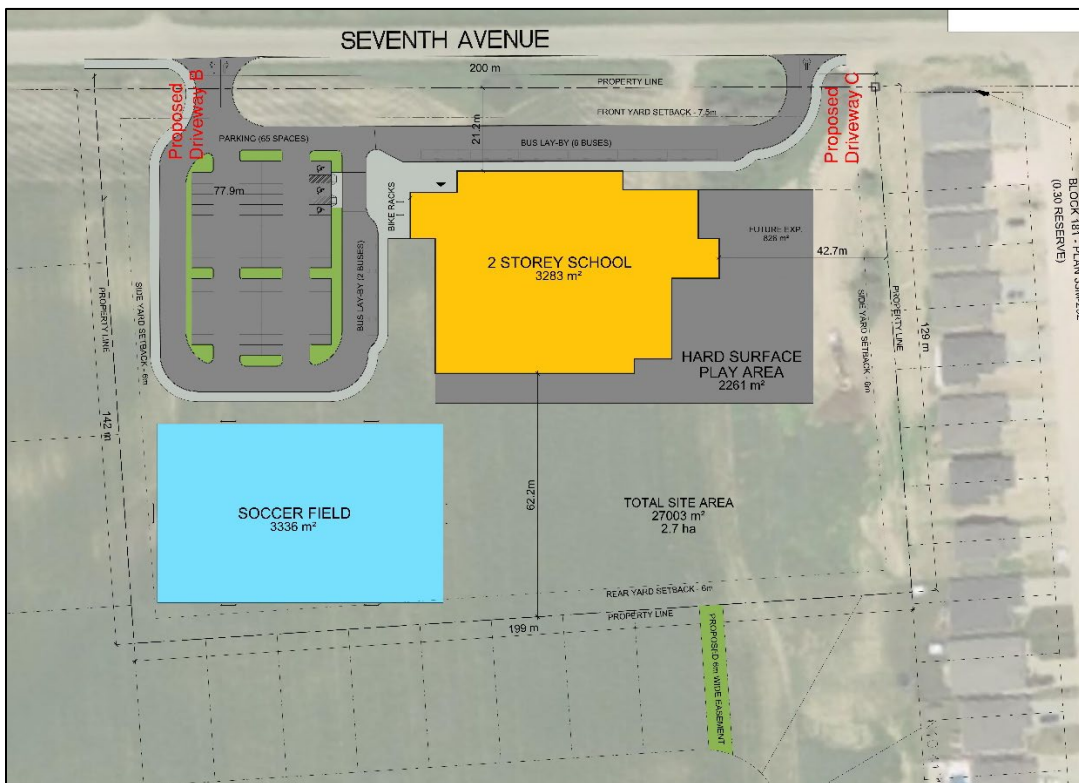 SEVENTH AVENUE
200 m
PROPERTY LINE
FRONT YARD SETBACK - 7.5m
Proposed
Driveway B
Proposed
Driveway C
PARKING (65 SPACES)
21.2m
BUS LAY-BY (6 BUSES)
77.9m
BIKE RACKS
BUS LAY-BY (2 BUSES)
2 STOREY SCHOOL
3283 m²
FUTURE EXP.
826 m²
42.7m
HARD SURFACE
PLAY AREA
2261 m²
SIDE YARD SETBACK - 6m
PROPERTY LINE
129 m
BLOCK 181 - PLAN
(0.30 RESERVE)
PROPERTY LINE
SIDE YARD SETBACK - 6m
142 m
SOCCER FIELD
3336 m²
62.2m
TOTAL SITE AREA
27003 m²
2.7 ha
REAR YARD SETBACK - 6m
PROPERTY LINE
199 m
PROPOSED 6m WIDE EASEMENT